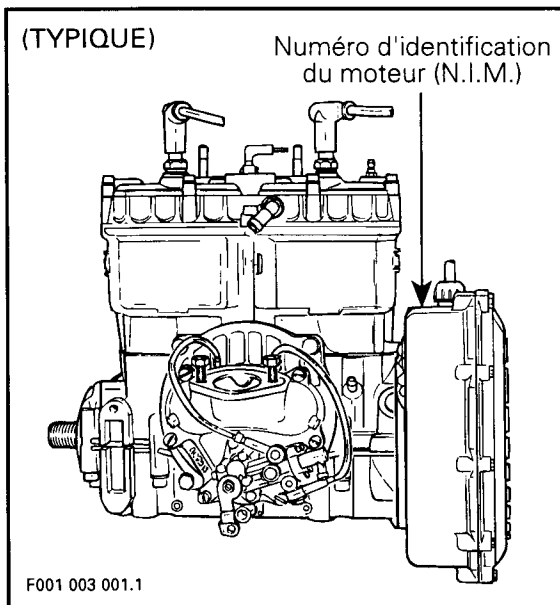 (TYPIQUE)
Numéro d'identification
du moteur (N.I.M.)
F001 003 001.1